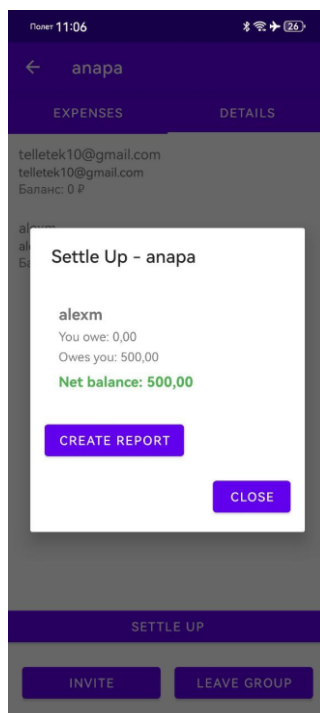 Полет 11:06 26
← anapa
EXPENSES DETAILS
telletek10@gmail.com
telletek10@gmail.com
Баланс: 0 ₽
Settle Up - anapa
alexm
You owe: 0,00
Owes you: 500,00
Net balance: 500,00
CREATE REPORT
CLOSE
SETTLE UP
INVITE LEAVE GROUP